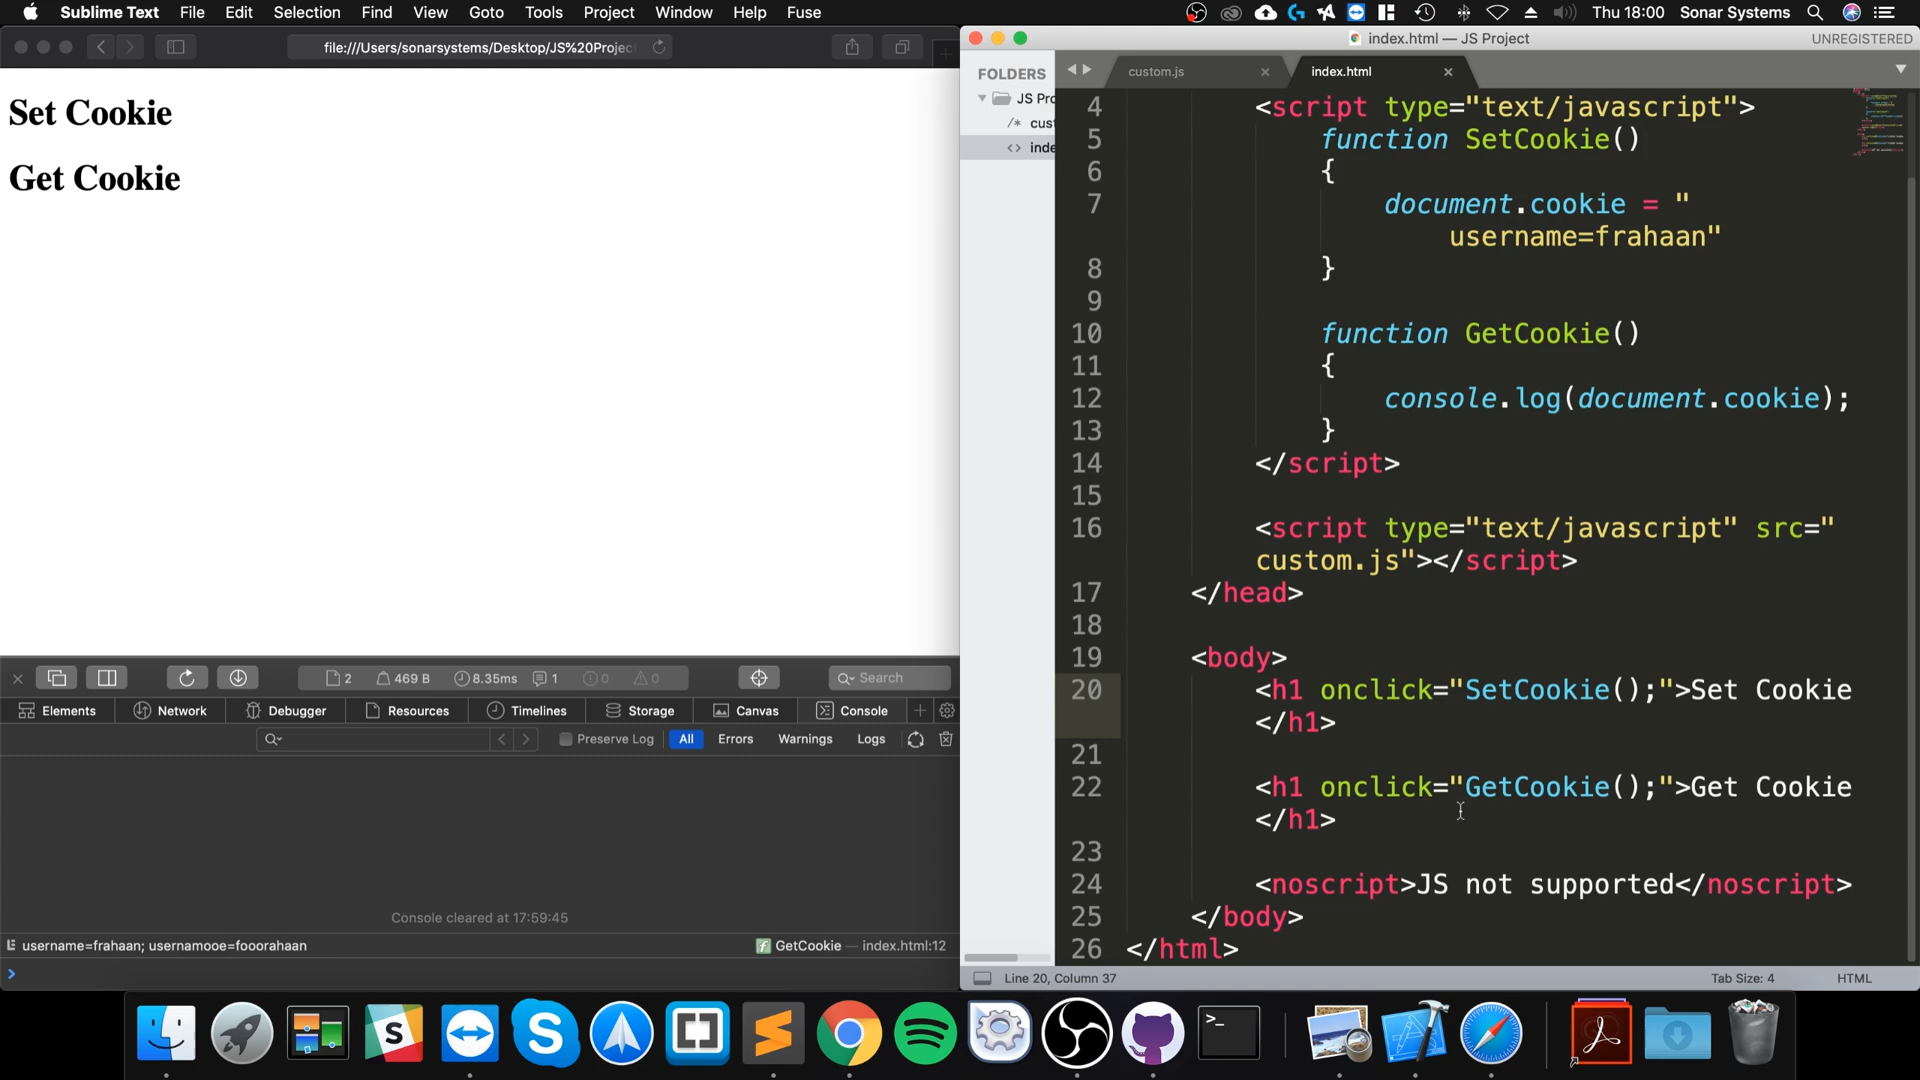 Sublime Text File Edit Selection Find View Goto Tools Project Window Help Fuse Thu 18:00 Sonar Systems
file:///Users/sonarsystems/Desktop/JS%20Projec
Set Cookie
Get Cookie
2 469 B 8.35ms 1 0 0 Search
Elements Network Debugger Resources Timelines Storage Canvas Console
Preserve Log All Errors Warnings Logs
Console cleared at 17:59:45
username=frahaan; usernamooe=fooorahaan GetCookie — index.html:12
index.html — JS Project UNREGISTERED
FOLDERS
JS Pro
/* cust
<> inde
custom.js index.html
4 <script type="text/javascript">
5 function SetCookie()
6 {
7 document.cookie = "
username=frahaan"
8 }
9
10 function GetCookie()
11 {
12 console.log(document.cookie);
13 }
14 </script>
15
16 <script type="text/javascript" src="
custom.js"></script>
17 </head>
18
19 <body>
20 <h1 onclick="SetCookie();">Set Cookie
</h1>
21
22 <h1 onclick="GetCookie();">Get Cookie
</h1>
23
24 <noscript>JS not supported</noscript>
25 </body>
26 </html>
Line 20, Column 37 Tab Size: 4 HTML